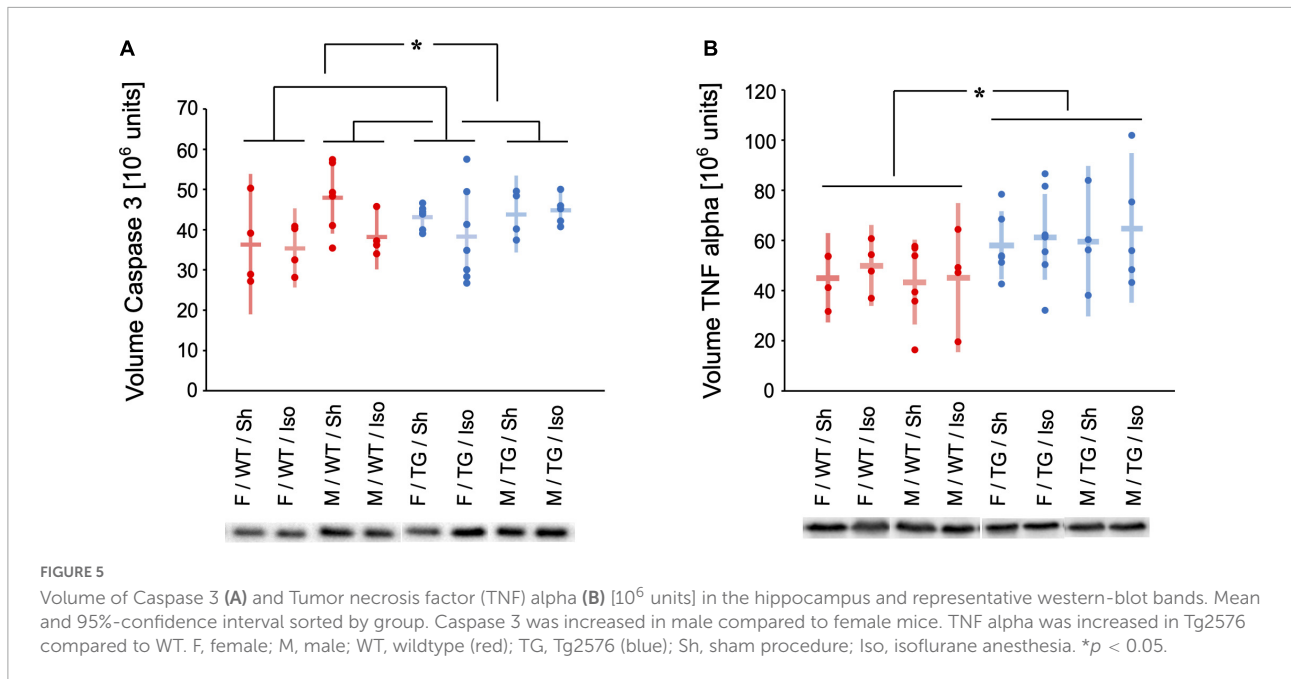 A
*
Volume Caspase 3 [10⁶ units]
70
60
50
40
30
20
10
0
F / WT / Sh
F / WT / Iso
M / WT / Sh
M / WT / Iso
F / TG / Sh
F / TG / Iso
M / TG / Sh
M / TG / Iso
B
*
Volume TNF alpha [10⁶ units]
120
100
80
60
40
20
0
F / WT / Sh
F / WT / Iso
M / WT / Sh
M / WT / Iso
F / TG / Sh
F / TG / Iso
M / TG / Sh
M / TG / Iso
FIGURE 5
Volume of Caspase 3 (A) and Tumor necrosis factor (TNF) alpha (B) [10⁶ units] in the hippocampus and representative western-blot bands. Mean
and 95%-confidence interval sorted by group. Caspase 3 was increased in male compared to female mice. TNF alpha was increased in Tg2576
compared to WT. F, female; M, male; WT, wildtype (red); TG, Tg2576 (blue); Sh, sham procedure; Iso, isoflurane anesthesia. *p < 0.05.